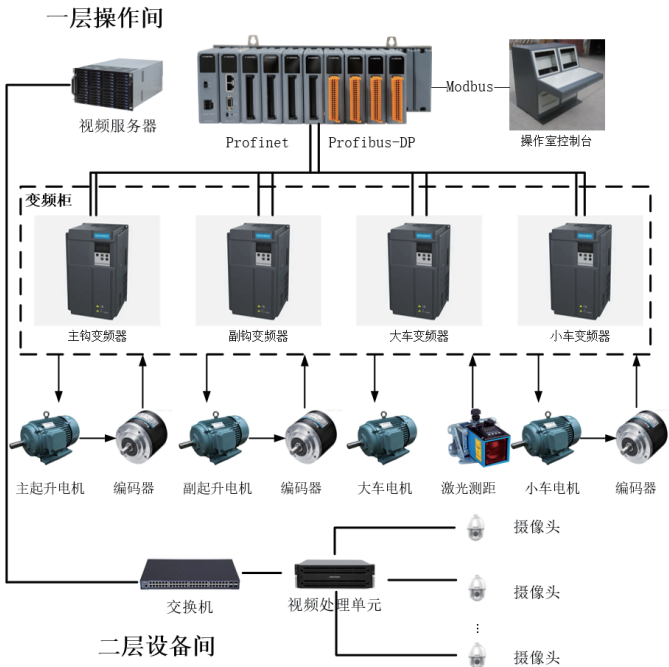 一层操作间
视频服务器
Modbus
Profinet
Profibus-DP
操作室控制台
变频柜
主钩变频器
副钩变频器
大车变频器
小车变频器
主起升电机
编码器
副起升电机
编码器
大车电机
激光测距
小车电机
编码器
摄像头
交换机
视频处理单元
摄像头
⋮
二层设备间
摄像头